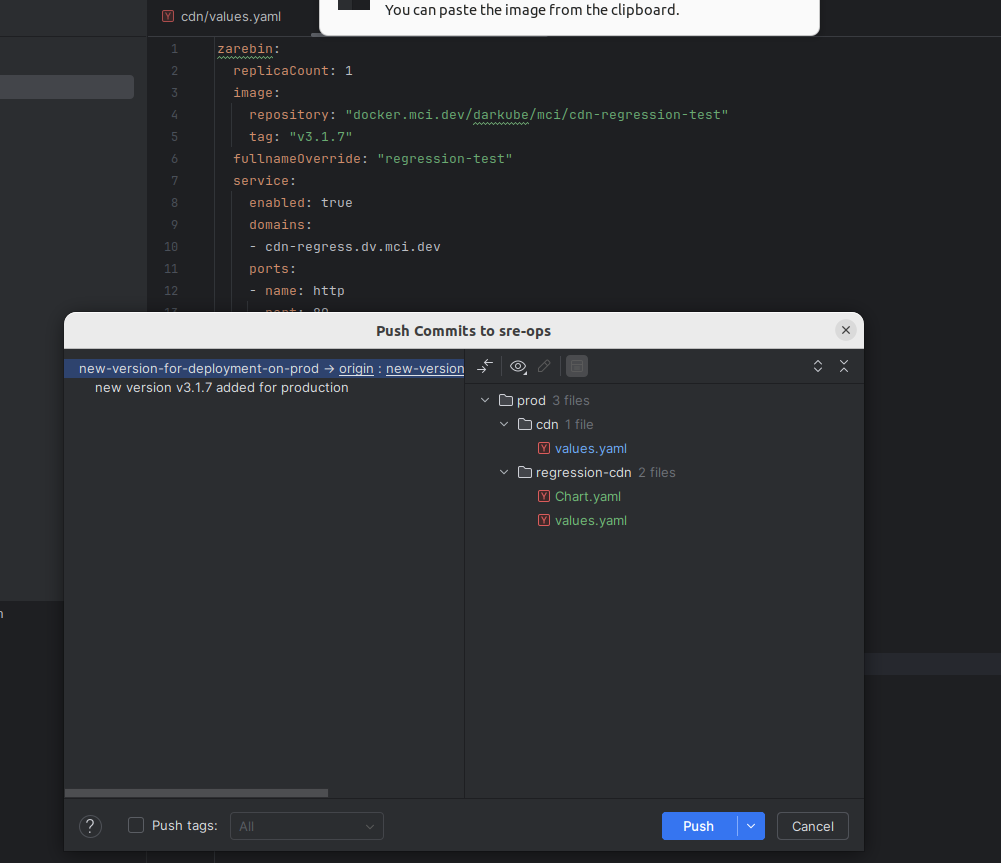 You can paste the image from the clipboard.
cdn/values.yaml
1 zarebin:
2 replicaCount: 1
3 image:
4 repository: "docker.mci.dev/darkube/mci/cdn-regression-test"
5 tag: "v3.1.7"
6 fullnameOverride: "regression-test"
7 service:
8 enabled: true
9 domains:
10 - cdn-regress.dv.mci.dev
11 ports:
12 - name: http
Push Commits to sre-ops
new-version-for-deployment-on-prod → origin : new-version
new version v3.1.7 added for production
prod 3 files
cdn 1 file
values.yaml
regression-cdn 2 files
Chart.yaml
values.yaml
? Push tags: All
Push
Cancel